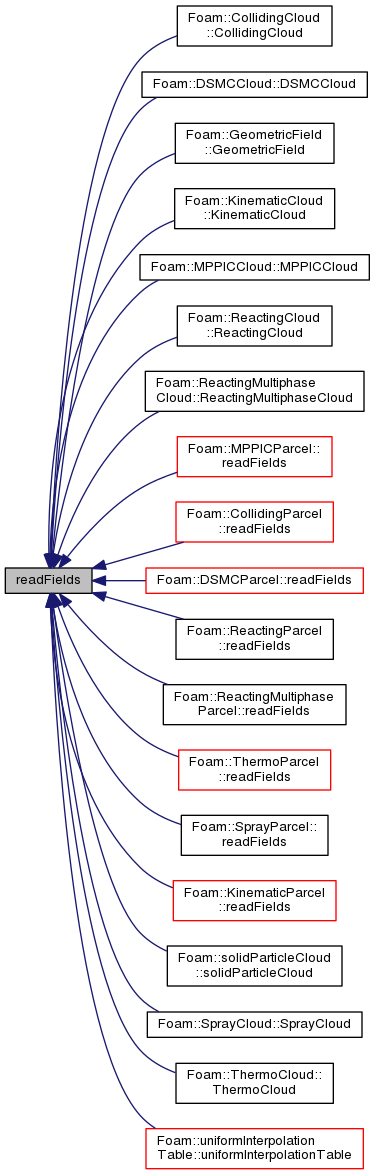 Foam::CollidingCloud
::CollidingCloud
Foam::DSMCCloud::DSMCCloud
Foam::GeometricField
::GeometricField
Foam::KinematicCloud
::KinematicCloud
Foam::MPPICCloud::MPPICCloud
Foam::ReactingCloud
::ReactingCloud
Foam::ReactingMultiphase
Cloud::ReactingMultiphaseCloud
Foam::MPPICParcel::
readFields
Foam::CollidingParcel
::readFields
readFields
Foam::DSMCParcel::readFields
Foam::ReactingParcel
::readFields
Foam::ReactingMultiphase
Parcel::readFields
Foam::ThermoParcel
::readFields
Foam::SprayParcel::
readFields
Foam::KinematicParcel
::readFields
Foam::solidParticleCloud
::solidParticleCloud
Foam::SprayCloud::SprayCloud
Foam::ThermoCloud::
ThermoCloud
Foam::uniformInterpolation
Table::uniformInterpolationTable